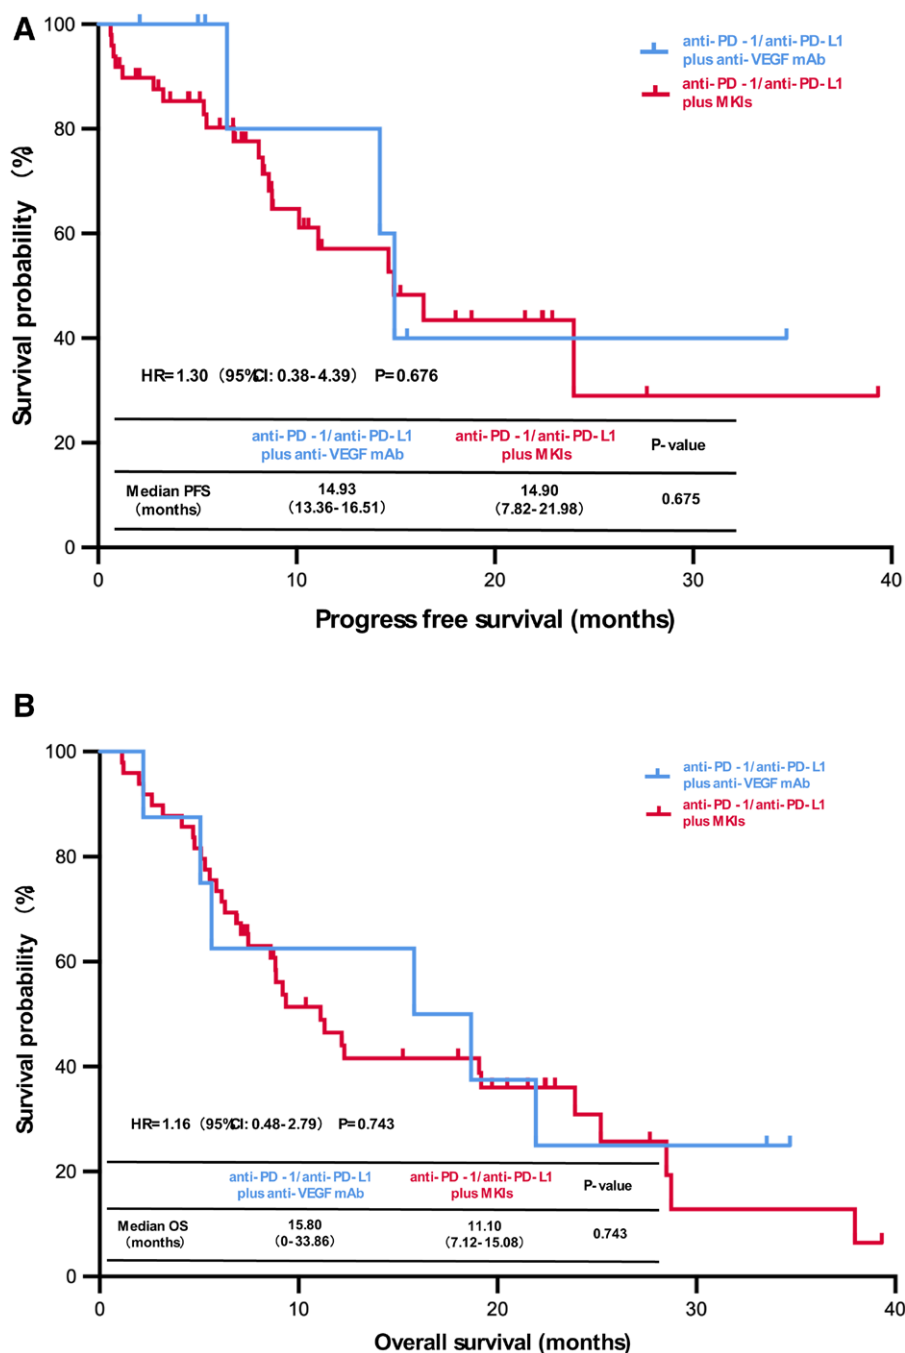 A
anti-PD -1/anti-PD-L1
plus anti-VEGF mAb
anti-PD -1/anti-PD-L1
plus MKIs
Survival probability (%)
100
80
60
40
20
0
HR=1.30 (95%CI: 0.38-4.39) P=0.676
anti-PD -1/anti-PD-L1
plus anti-VEGF mAb
anti-PD -1/anti-PD-L1
plus MKIs
P-value
Median PFS
(months)
14.93
(13.36-16.51)
14.90
(7.82-21.98)
0.675
0 10 20 30 40
Progress free survival (months)
B
anti-PD -1/anti-PD-L1
plus anti-VEGF mAb
anti-PD -1/anti-PD-L1
plus MKIs
Survival probability (%)
100
80
60
40
20
0
HR=1.16 (95%CI: 0.48-2.79) P=0.743
anti-PD -1/anti-PD-L1
plus anti-VEGF mAb
anti-PD -1/anti-PD-L1
plus MKIs
P-value
Median OS
(months)
15.80
(0-33.86)
11.10
(7.12-15.08)
0.743
0 10 20 30 40
Overall survival (months)